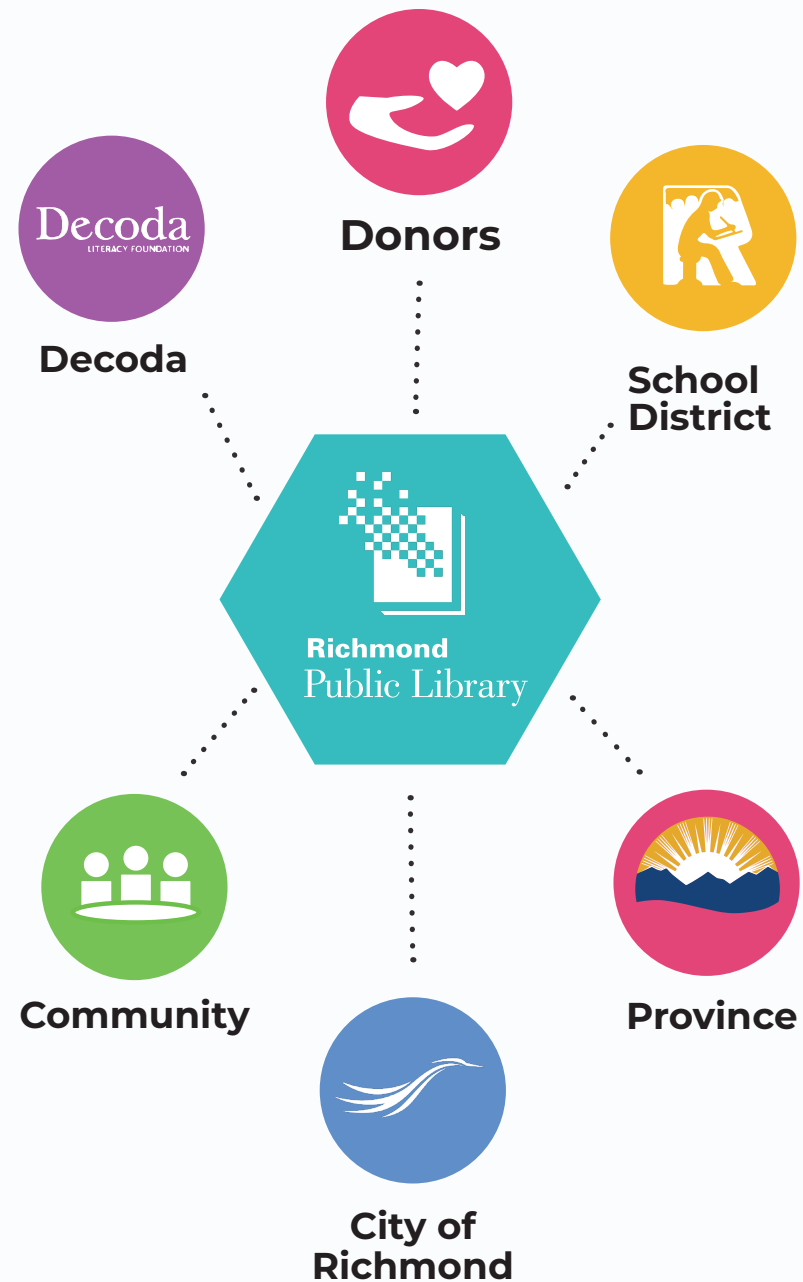 Donors
Decoda
LITERACY FOUNDATION
Decoda
R
School
District
Richmond
Public Library
Community
Province
City of
Richmond